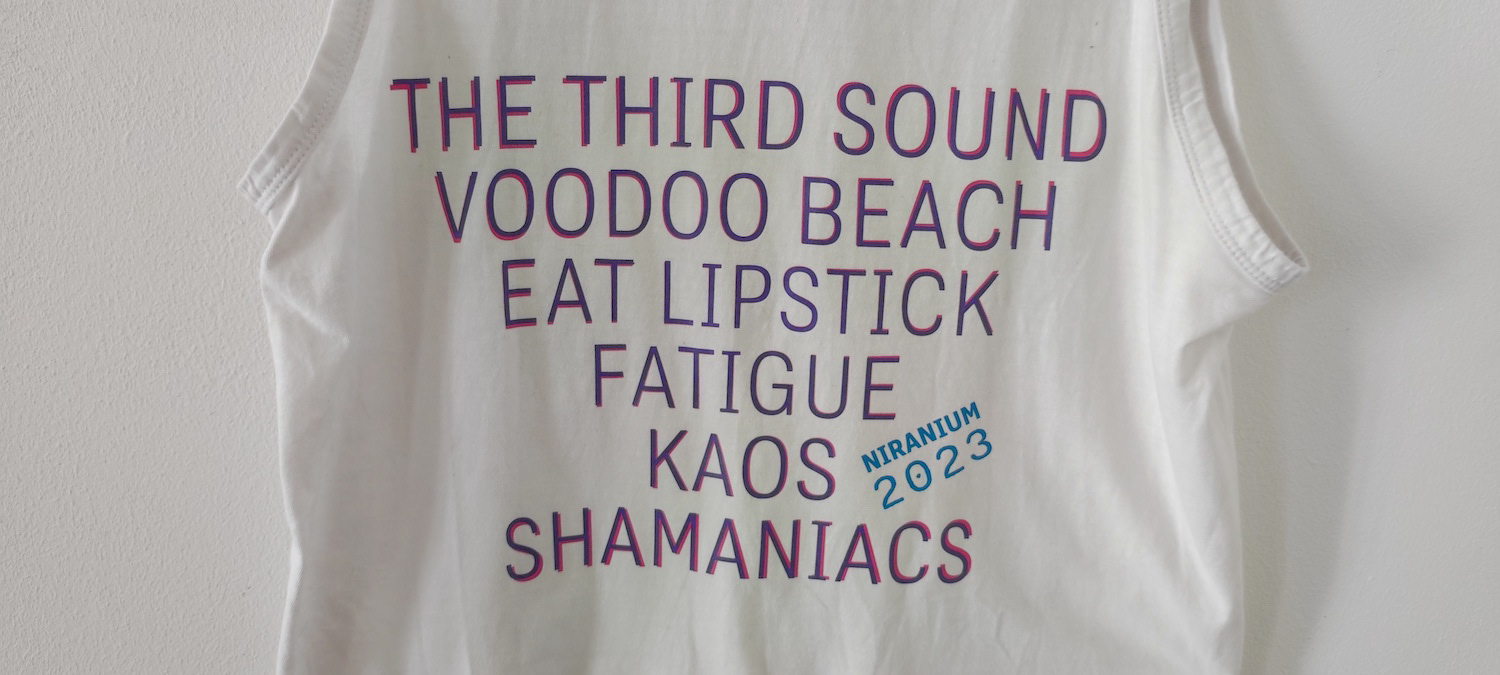 THE THIRD SOUND
VOODOO BEACH
EAT LIPSTICK
FATIGUE
KAOS
NIRANIUM
2023
SHAMANIACS